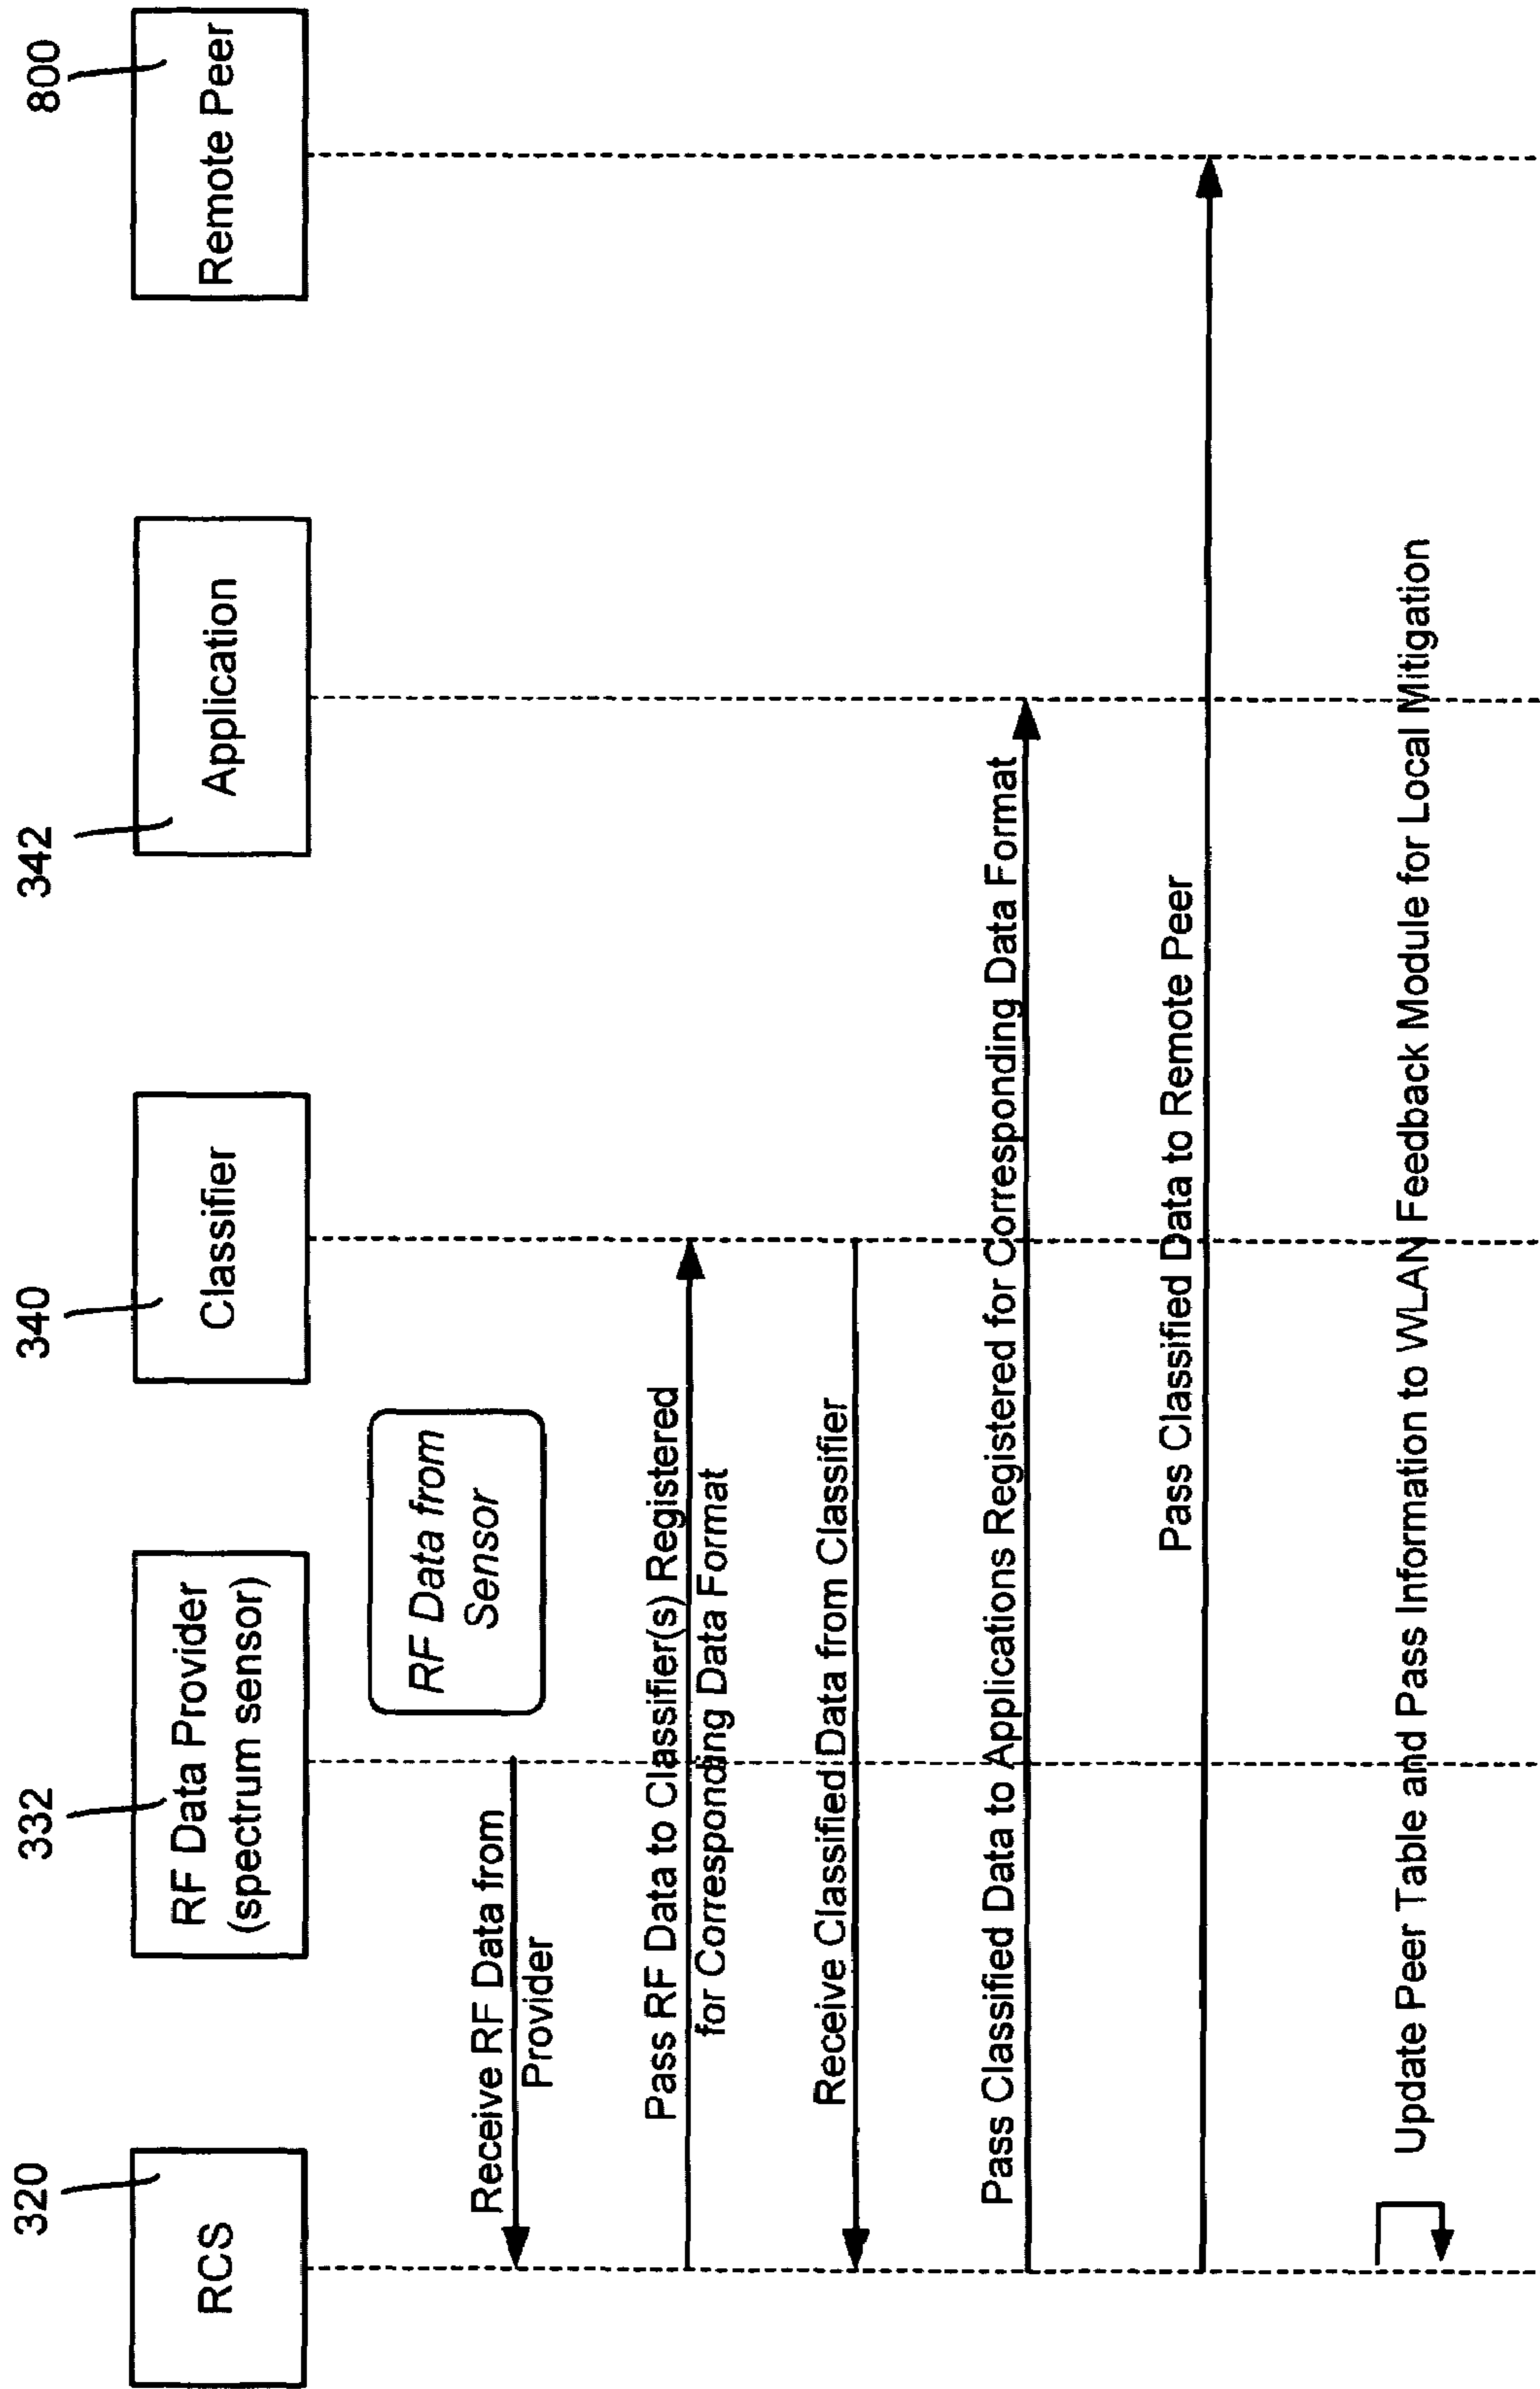 320
RCS
332
RF Data Provider
(spectrum sensor)
340
Classifier
342
Application
800
Remote Peer
RF Data from
Sensor
Receive RF Data from
Provider
Pass RF Data to Classifier(s) Registered
for Corresponding Data Format
Receive Classified Data from Classifier
Pass Classified Data to Applications Registered for Corresponding Data Format
Pass Classified Data to Remote Peer
Update Peer Table and Pass Information to WLAN Feedback Module for Local Mitigation